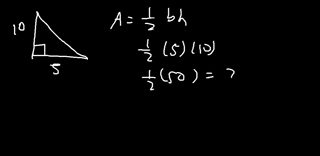 A = 1/2 bh
10
1/2 (5)(10)
5
1/2 (50) = ?